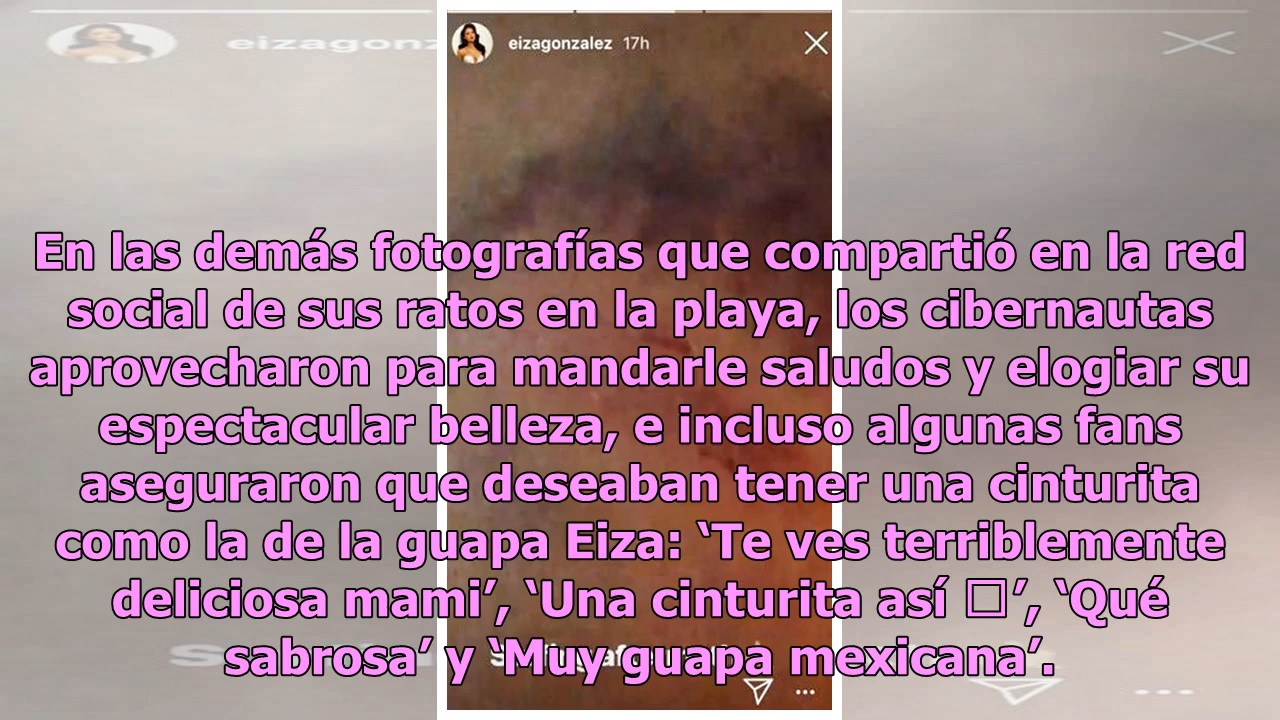 eizagonzalez 17h
En las demás fotografías que compartió en la red
social de sus ratos en la playa, los cibernautas
aprovecharon para mandarle saludos y elogiar su
espectacular belleza, e incluso algunas fans
aseguraron que deseaban tener una cinturita
como la de la guapa Eiza: ‘Te ves terriblemente
deliciosa mami’, ‘Una cinturita así □’, ‘Qué
sabrosa’ y ‘Muy guapa mexicana’.